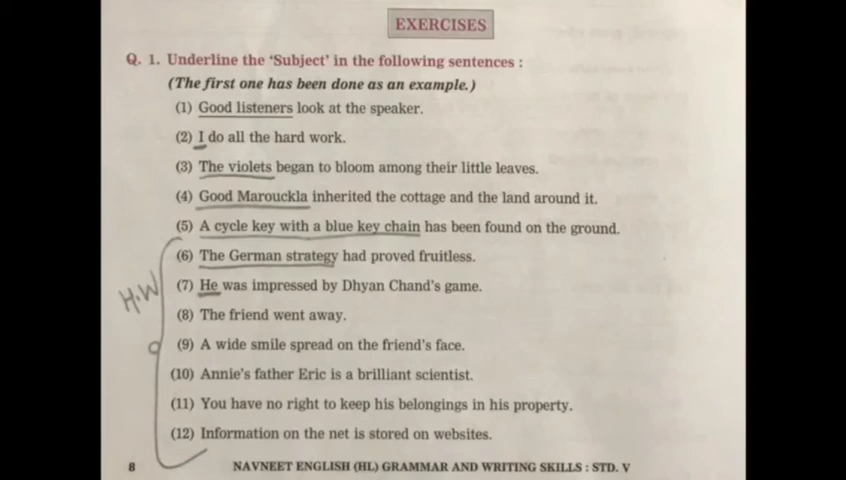 EXERCISES
Q. 1. Underline the ‘Subject’ in the following sentences :
(The first one has been done as an example.)
(1) Good listeners look at the speaker.
(2) I do all the hard work.
(3) The violets began to bloom among their little leaves.
(4) Good Marouckla inherited the cottage and the land around it.
(5) A cycle key with a blue key chain has been found on the ground.
(6) The German strategy had proved fruitless.
H.W
(7) He was impressed by Dhyan Chand’s game.
(8) The friend went away.
(9) A wide smile spread on the friend’s face.
(10) Annie’s father Eric is a brilliant scientist.
(11) You have no right to keep his belongings in his property.
(12) Information on the net is stored on websites.
8 NAVNEET ENGLISH (HL) GRAMMAR AND WRITING SKILLS : STD. V